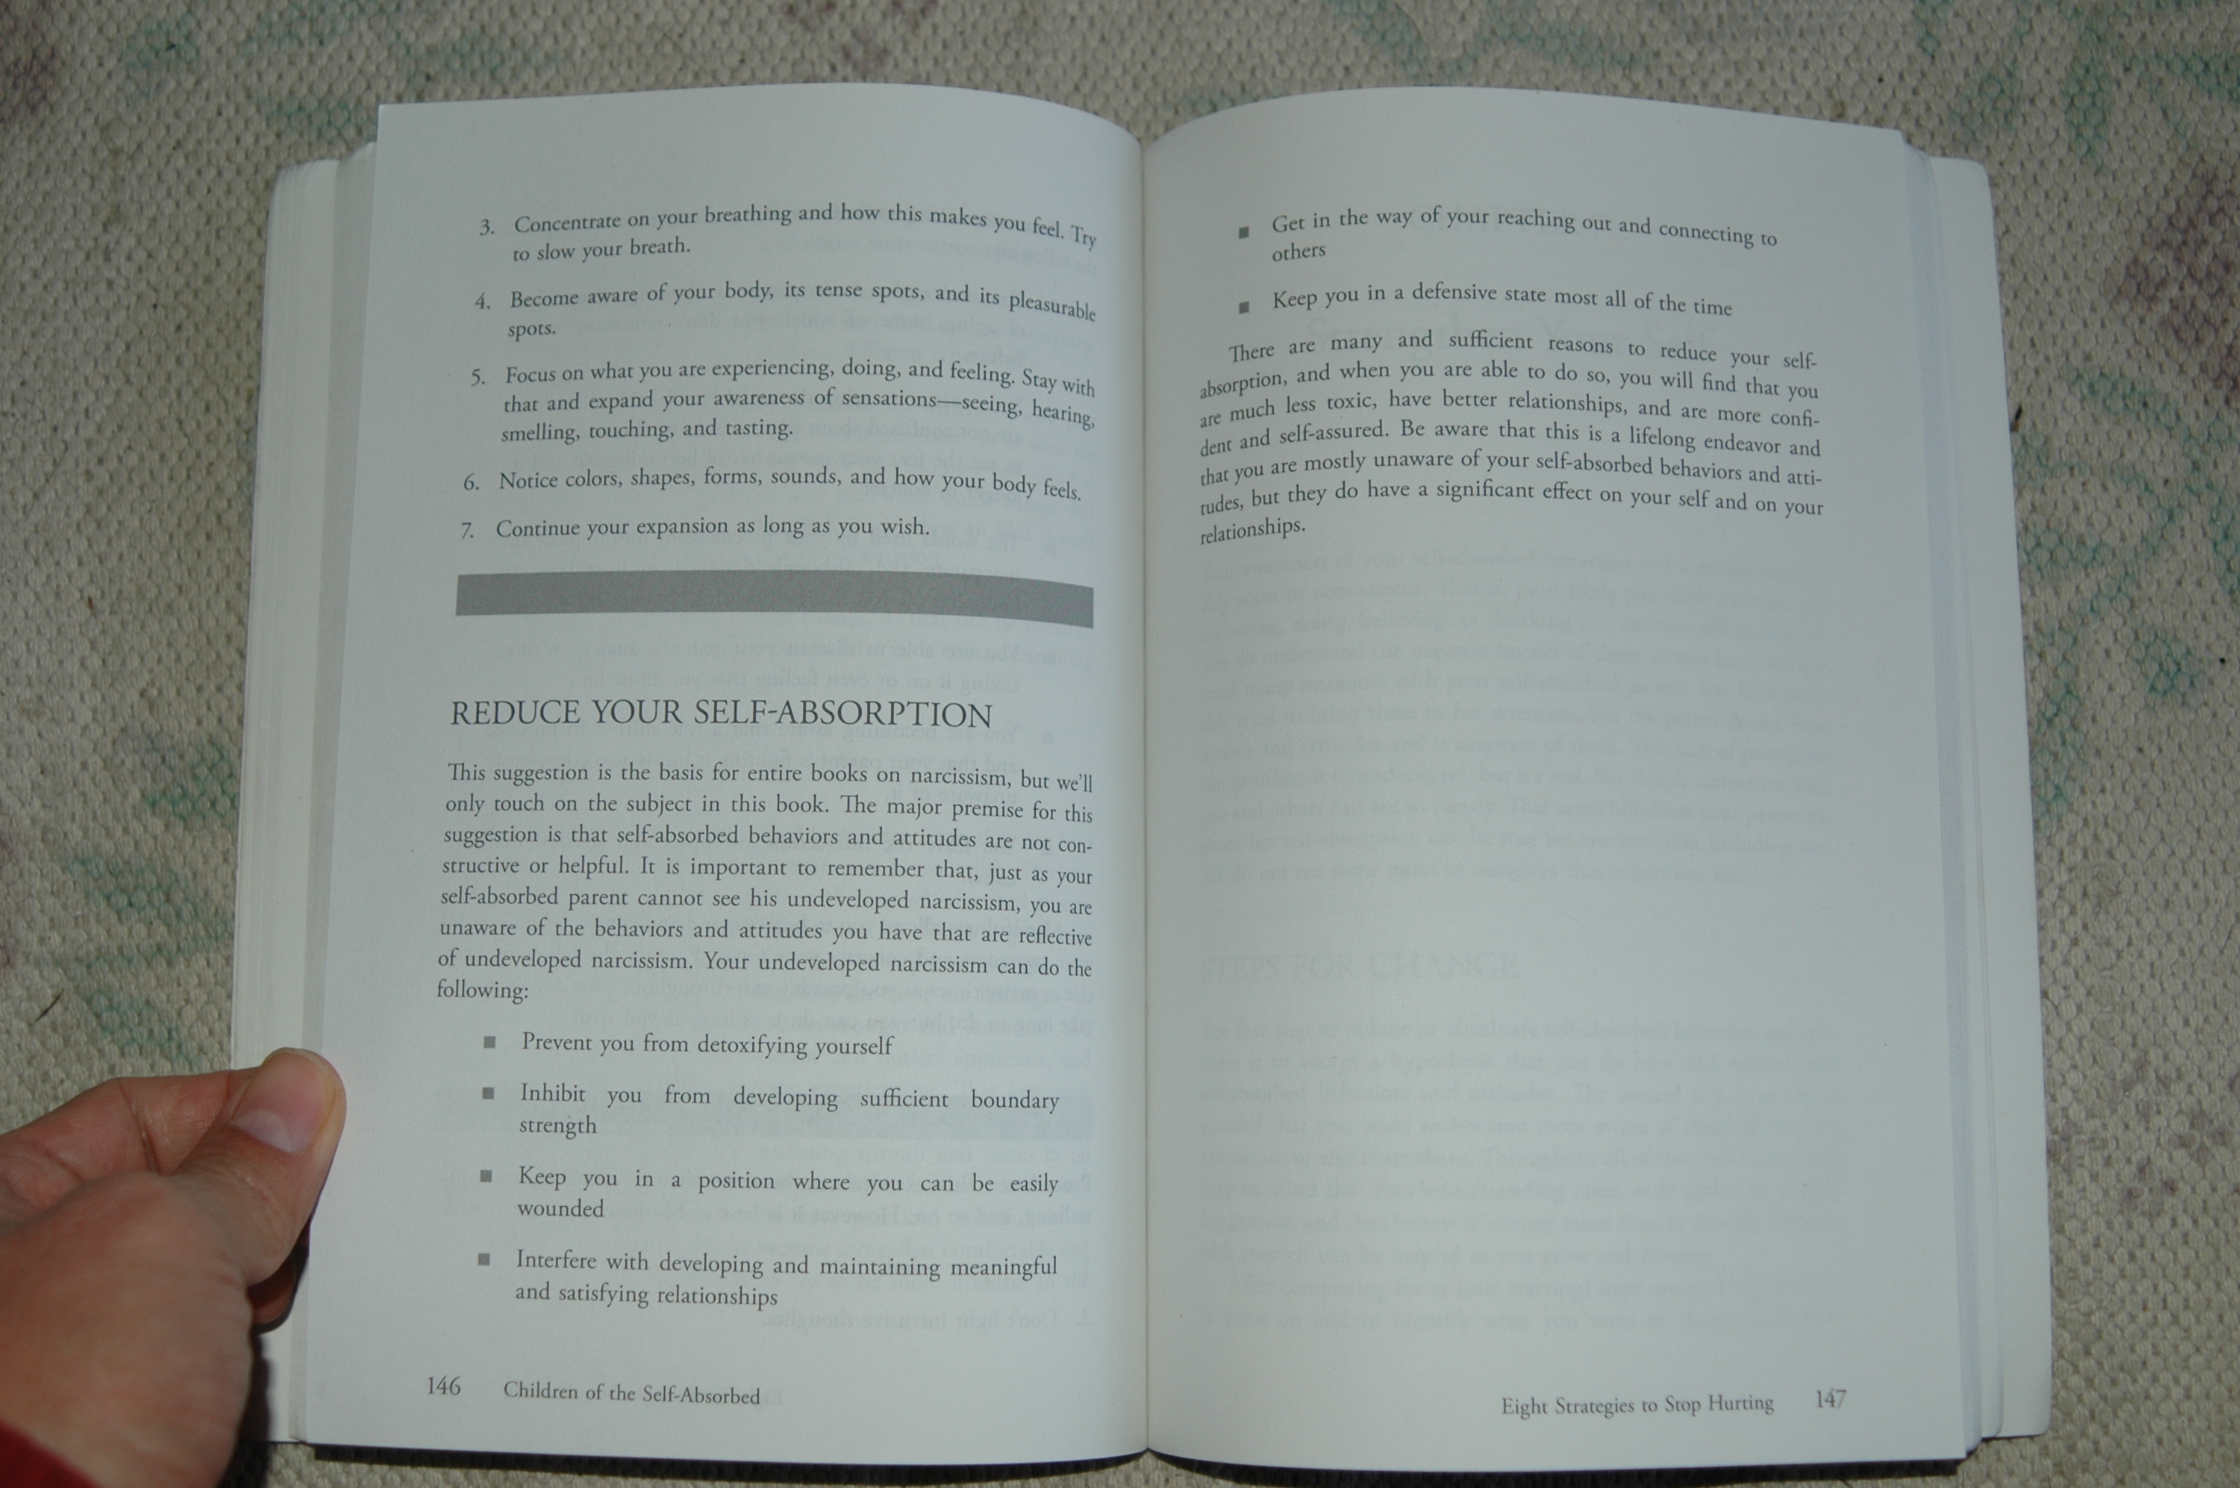 3. Concentrate on your breathing and how this makes you feel. Try
to slow your breath.
4. Become aware of your body, its tense spots, and its pleasurable
spots.
5. Focus on what you are experiencing, doing, and feeling. Stay with
that and expand your awareness of sensations—seeing, hearing,
smelling, touching, and tasting.
6. Notice colors, shapes, forms, sounds, and how your body feels.
7. Continue your expansion as long as you wish.
REDUCE YOUR SELF-ABSORPTION
This suggestion is the basis for entire books on narcissism, but we'll
only touch on the subject in this book. The major premise for this
suggestion is that self-absorbed behaviors and attitudes are not con-
structive or helpful. It is important to remember that, just as your
self-absorbed parent cannot see his undeveloped narcissism, you are
unaware of the behaviors and attitudes you have that are reflective
of undeveloped narcissism. Your undeveloped narcissism can do the
following:
■ Prevent you from detoxifying yourself
■ Inhibit you from developing sufficient boundary
strength
■ Keep you in a position where you can be easily
wounded
■ Interfere with developing and maintaining meaningful
and satisfying relationships
146 Children of the Self-Absorbed
■ Get in the way of your reaching out and connecting to
others
■ Keep you in a defensive state most all of the time
There are many and sufficient reasons to reduce your self-
absorption, and when you are able to do so, you will find that you
are much less toxic, have better relationships, and are more confi-
dent and self-assured. Be aware that this is a lifelong endeavor and
that you are mostly unaware of your self-absorbed behaviors and atti-
tudes, but they do have a significant effect on your self and on your
relationships.
Eight Strategies to Stop Hurting 147